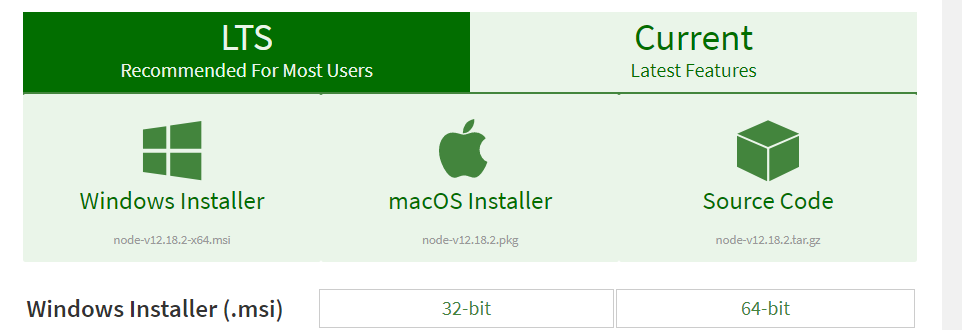 LTS
Recommended For Most Users
Current
Latest Features
Windows Installer
node-v12.18.2-x64.msi
macOS Installer
node-v12.18.2.pkg
Source Code
node-v12.18.2.tar.gz
Windows Installer (.msi)
32-bit
64-bit